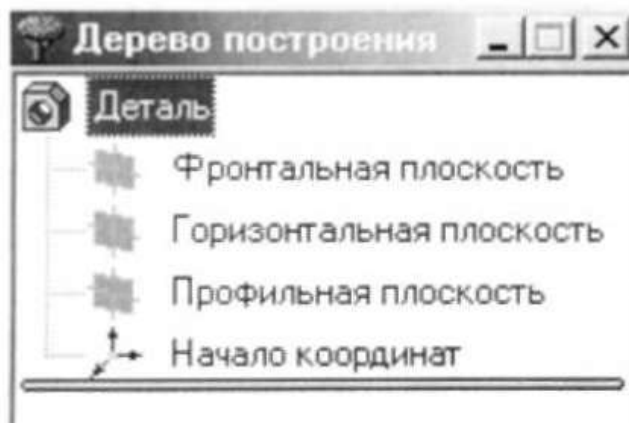 Дерево построения
Деталь
Фронтальная плоскость
Горизонтальная плоскость
Профильная плоскость
Начало координат